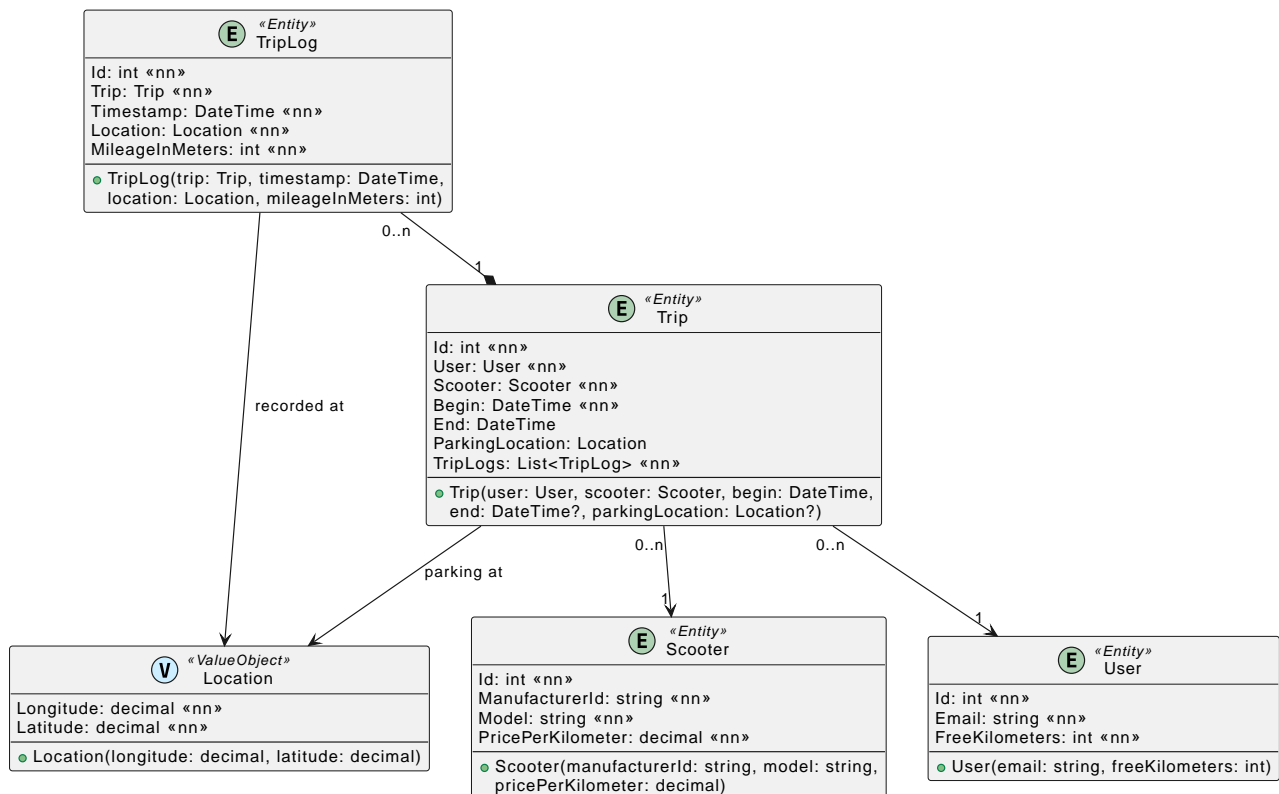 E «Entity»
TripLog
Id: int «nn»
Trip: Trip «nn»
Timestamp: DateTime «nn»
Location: Location «nn»
MileageInMeters: int «nn»
TripLog(trip: Trip, timestamp: DateTime,
location: Location, mileageInMeters: int)
0..n
1
E «Entity»
Trip
Id: int «nn»
User: User «nn»
Scooter: Scooter «nn»
Begin: DateTime «nn»
End: DateTime
ParkingLocation: Location
TripLogs: List<TripLog> «nn»
Trip(user: User, scooter: Scooter, begin: DateTime,
end: DateTime?, parkingLocation: Location?)
recorded at
0..n
0..n
parking at
1
1
V «ValueObject»
Location
Longitude: decimal «nn»
Latitude: decimal «nn»
Location(longitude: decimal, latitude: decimal)
E «Entity»
Scooter
Id: int «nn»
ManufacturerId: string «nn»
Model: string «nn»
PricePerKilometer: decimal «nn»
Scooter(manufacturerId: string, model: string,
pricePerKilometer: decimal)
E «Entity»
User
Id: int «nn»
Email: string «nn»
FreeKilometers: int «nn»
User(email: string, freeKilometers: int)